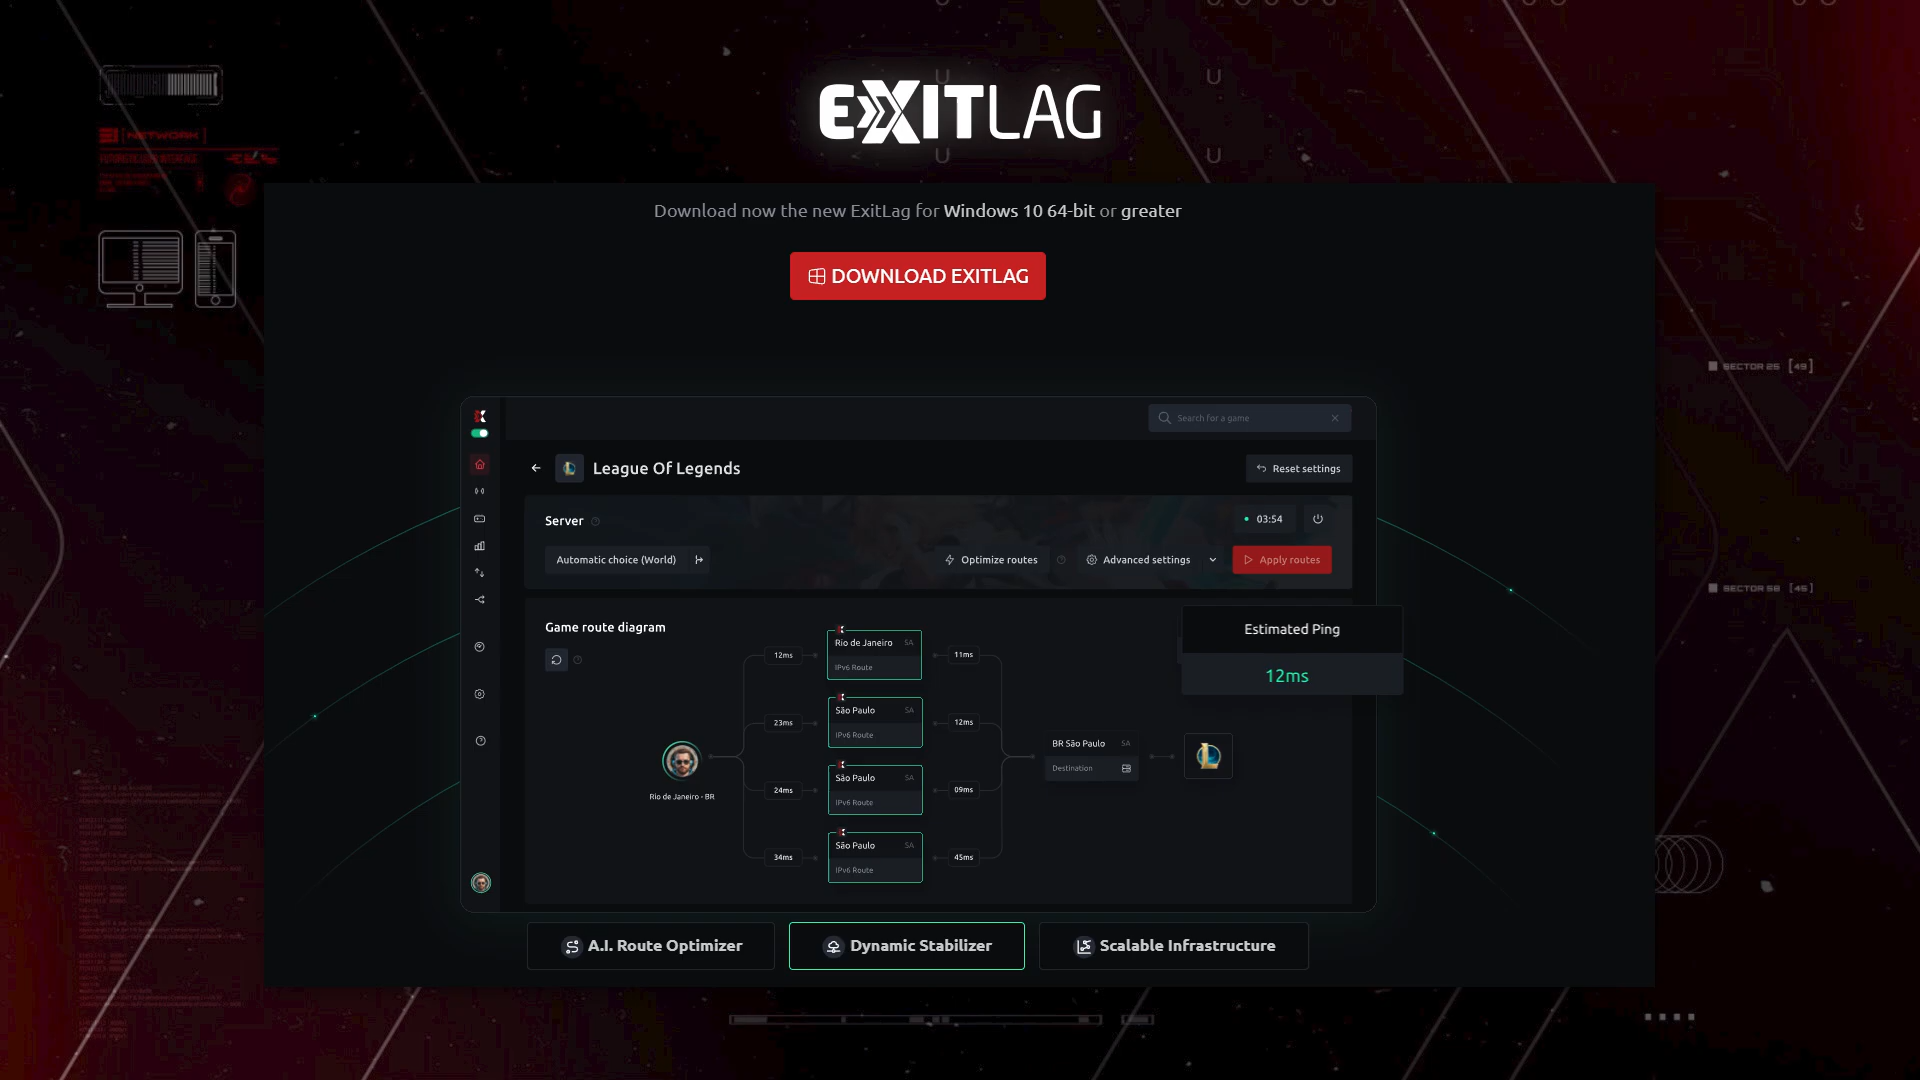 EXITLAG
[NETWORK]
Download now the new ExitLag for Windows 10 64-bit or greater
DOWNLOAD EXITLAG
SECTOR 25 [49]
Search for a game
League Of Legends
Reset settings
Server
03:54
Automatic choice (World)
Optimize routes
Advanced settings
Apply routes
SECTOR 58 [45]
Game route diagram
Estimated Ping
12ms
12ms
Rio de Janeiro SA
IPv6 Route
11ms
23ms
São Paulo SA
IPv6 Route
12ms
24ms
São Paulo SA
IPv6 Route
09ms
34ms
São Paulo SA
IPv6 Route
45ms
Rio de Janeiro - BR
BR São Paulo SA
Destination
A.I. Route Optimizer
Dynamic Stabilizer
Scalable Infrastructure